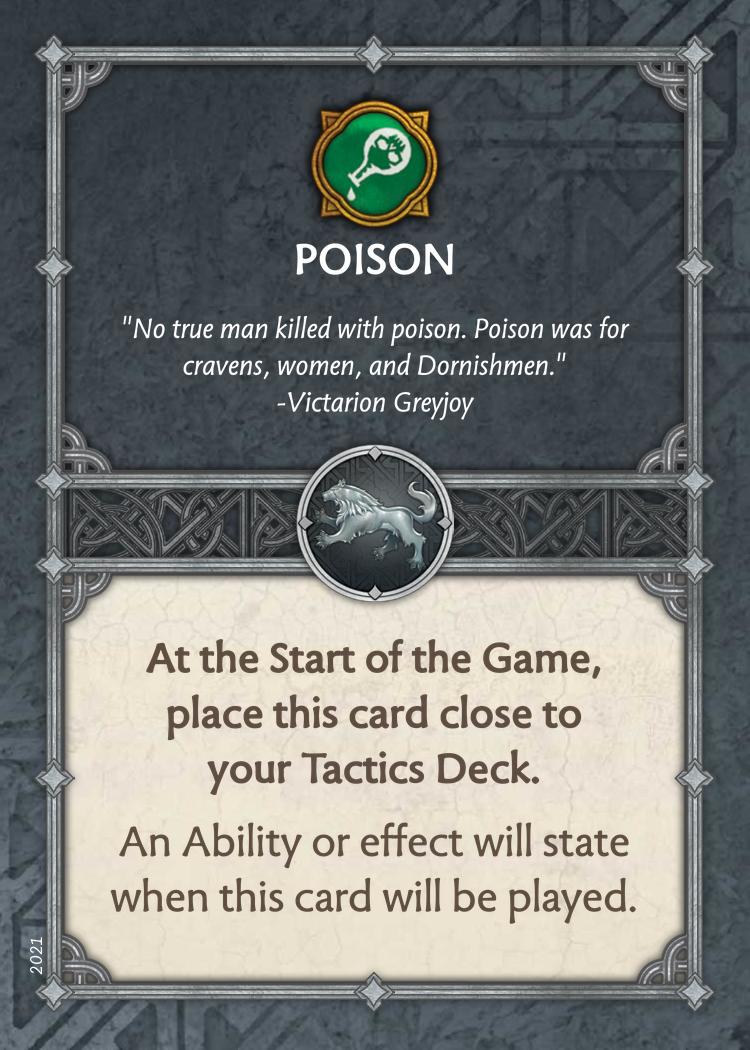 POISON
"No true man killed with poison. Poison was for
cravens, women, and Dornishmen."
-Victarion Greyjoy
At the Start of the Game,
place this card close to
your Tactics Deck.
An Ability or effect will state
when this card will be played.
2021